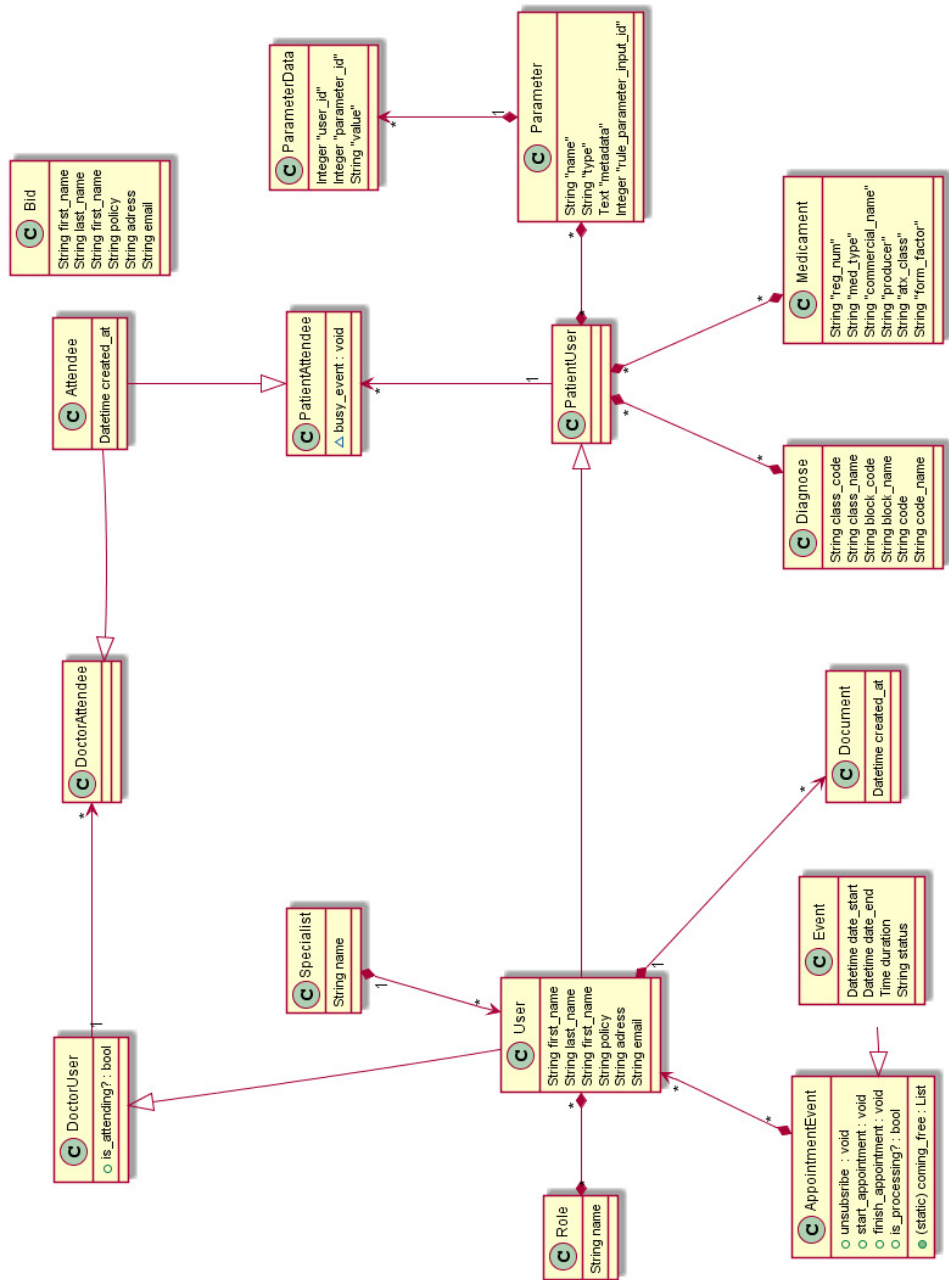 C Bid
String first_name
String last_name
String first_name
String policy
String adress
String email
C DoctorUser
is_attending? : bool
1
*
C DoctorAttendee
C Attendee
Datetime created_at
C Specialist
String name
1
*
C PatientAttendee
busy_event : void
*
1
C ParameterData
Integer "user_id"
Integer "parameter_id"
String "value"
*
1
C Role
String name
*
C User
String first_name
String last_name
String first_name
String policy
String adress
String email
C PatientUser
*
C Parameter
String "name"
String "type"
Text "metadata"
Integer "rule_parameter_input_id"
*
*
1
*
*
*
*
*
C AppointmentEvent
unsubsribe : void
start_appointment : void
finish_appointment : void
is_processing? : bool
(static) coming_free : List
C Event
Datetime date_start
Datetime date_end
Time duration
String status
C Document
Datetime created_at
C Diagnose
String class_code
String class_name
String block_code
String block_name
String code
String code_name
C Medicament
String "reg_num"
String "med_type"
String "commercial_name"
String "producer"
String "atx_class"
String "form_factor"